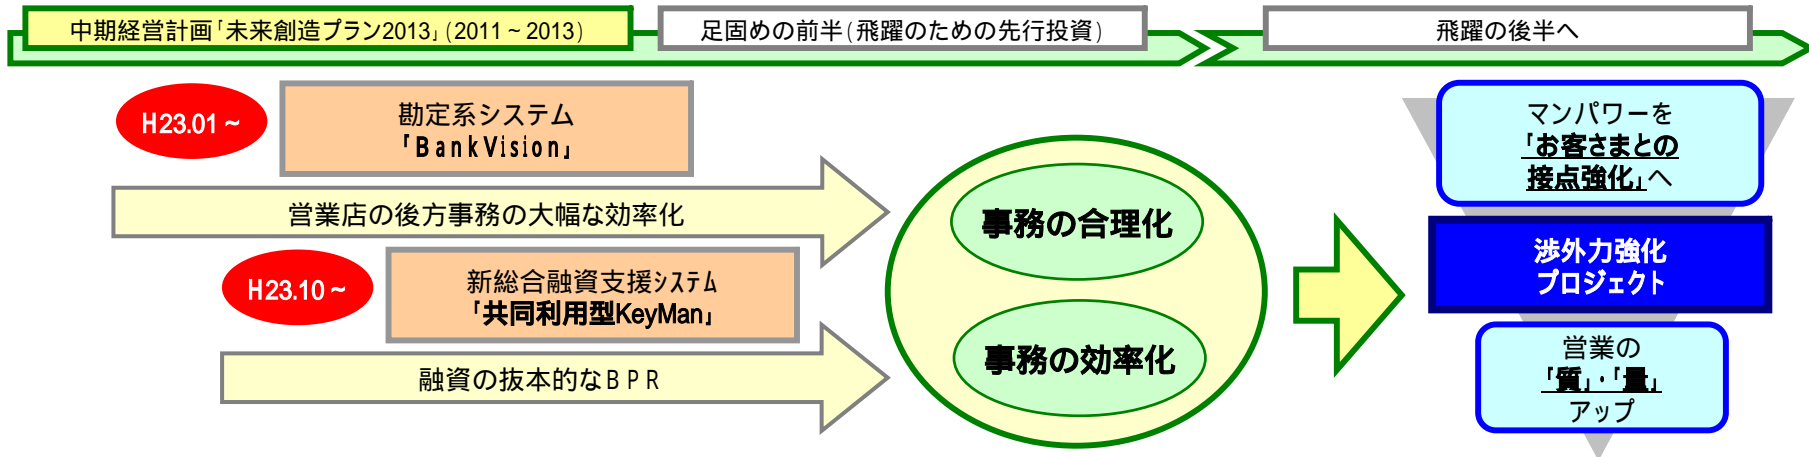 中期経営計画「未来創造プラン2013」(2011～2013)
足固めの前半(飛躍のための先行投資)
飛躍の後半へ
H23.01～
勘定系システム
「BankVision」
営業店の後方事務の大幅な効率化
H23.10～
新総合融資支援システム
「共同利用型KeyMan」
融資の抜本的なBPR
事務の合理化
事務の効率化
マンパワーを
「お客さまとの
接点強化」へ
渉外力強化
プロジェクト
営業の
「質」・「量」
アップ